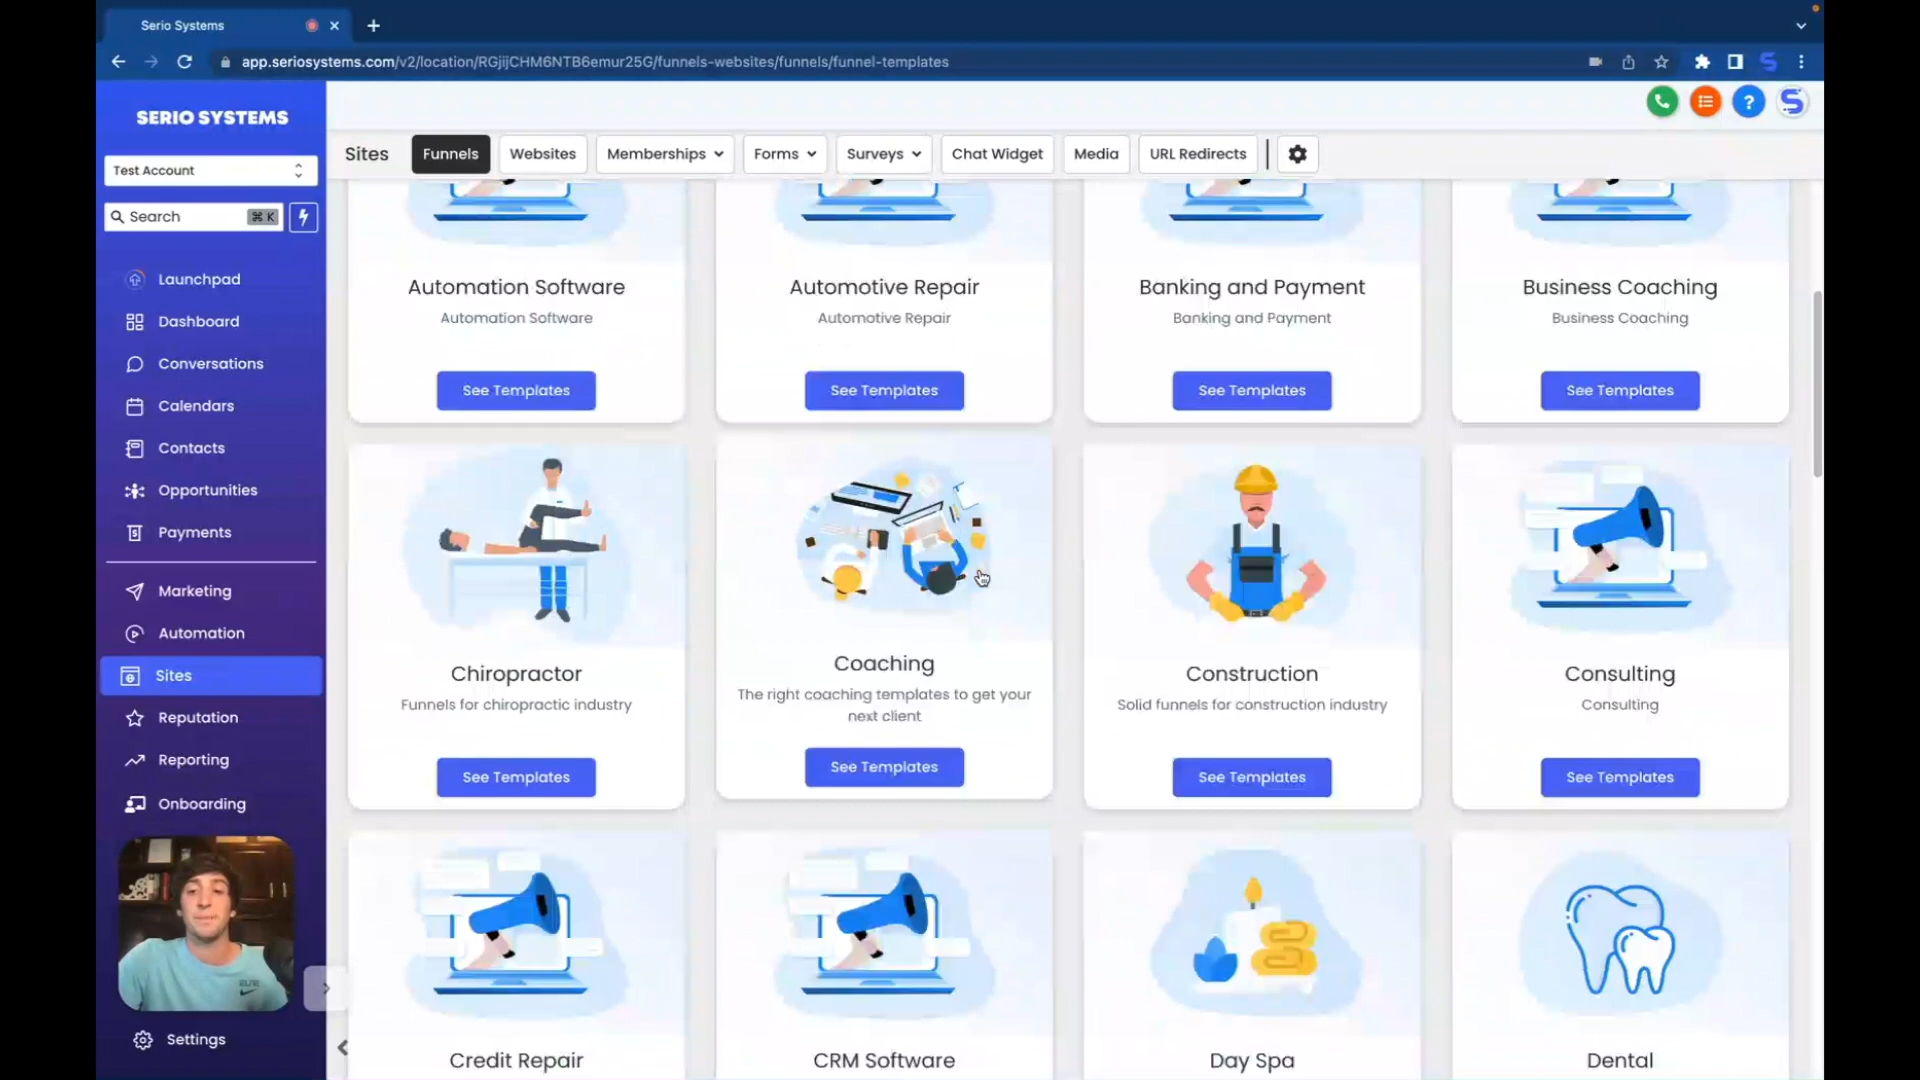 Serio Systems
app.seriosystems.com/v2/location/RGjijCHM6NTB6emur25G/funnels-websites/funnels/funnel-templates
SERIO SYSTEMS
Test Account
Search
⌘ K
Launchpad
Dashboard
Conversations
Calendars
Contacts
Opportunities
Payments
Marketing
Automation
Sites
Reputation
Reporting
Onboarding
Settings
Sites
Funnels
Websites
Memberships
Forms
Surveys
Chat Widget
Media
URL Redirects
Automation Software
Automation Software
See Templates
Automotive Repair
Automotive Repair
See Templates
Banking and Payment
Banking and Payment
See Templates
Business Coaching
Business Coaching
See Templates
Chiropractor
Funnels for chiropractic industry
See Templates
Coaching
The right coaching templates to get your
next client
See Templates
Construction
Solid funnels for construction industry
See Templates
Consulting
Consulting
See Templates
Credit Repair
CRM Software
Day Spa
Dental